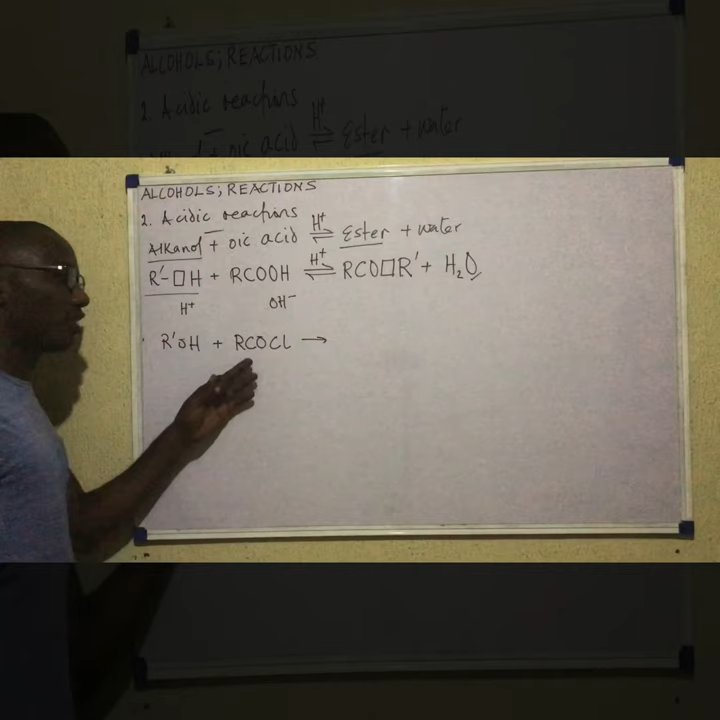 ALCOHOLS; REACTIONS
2. Acidic reactions
Alkanol + oic acid ⇌ Ester + water
H⁺
R'-□H + RCOOH ⇌ RCO□R' + H₂O
H⁺
H⁺ OH⁻
R'OH + RCOCl →